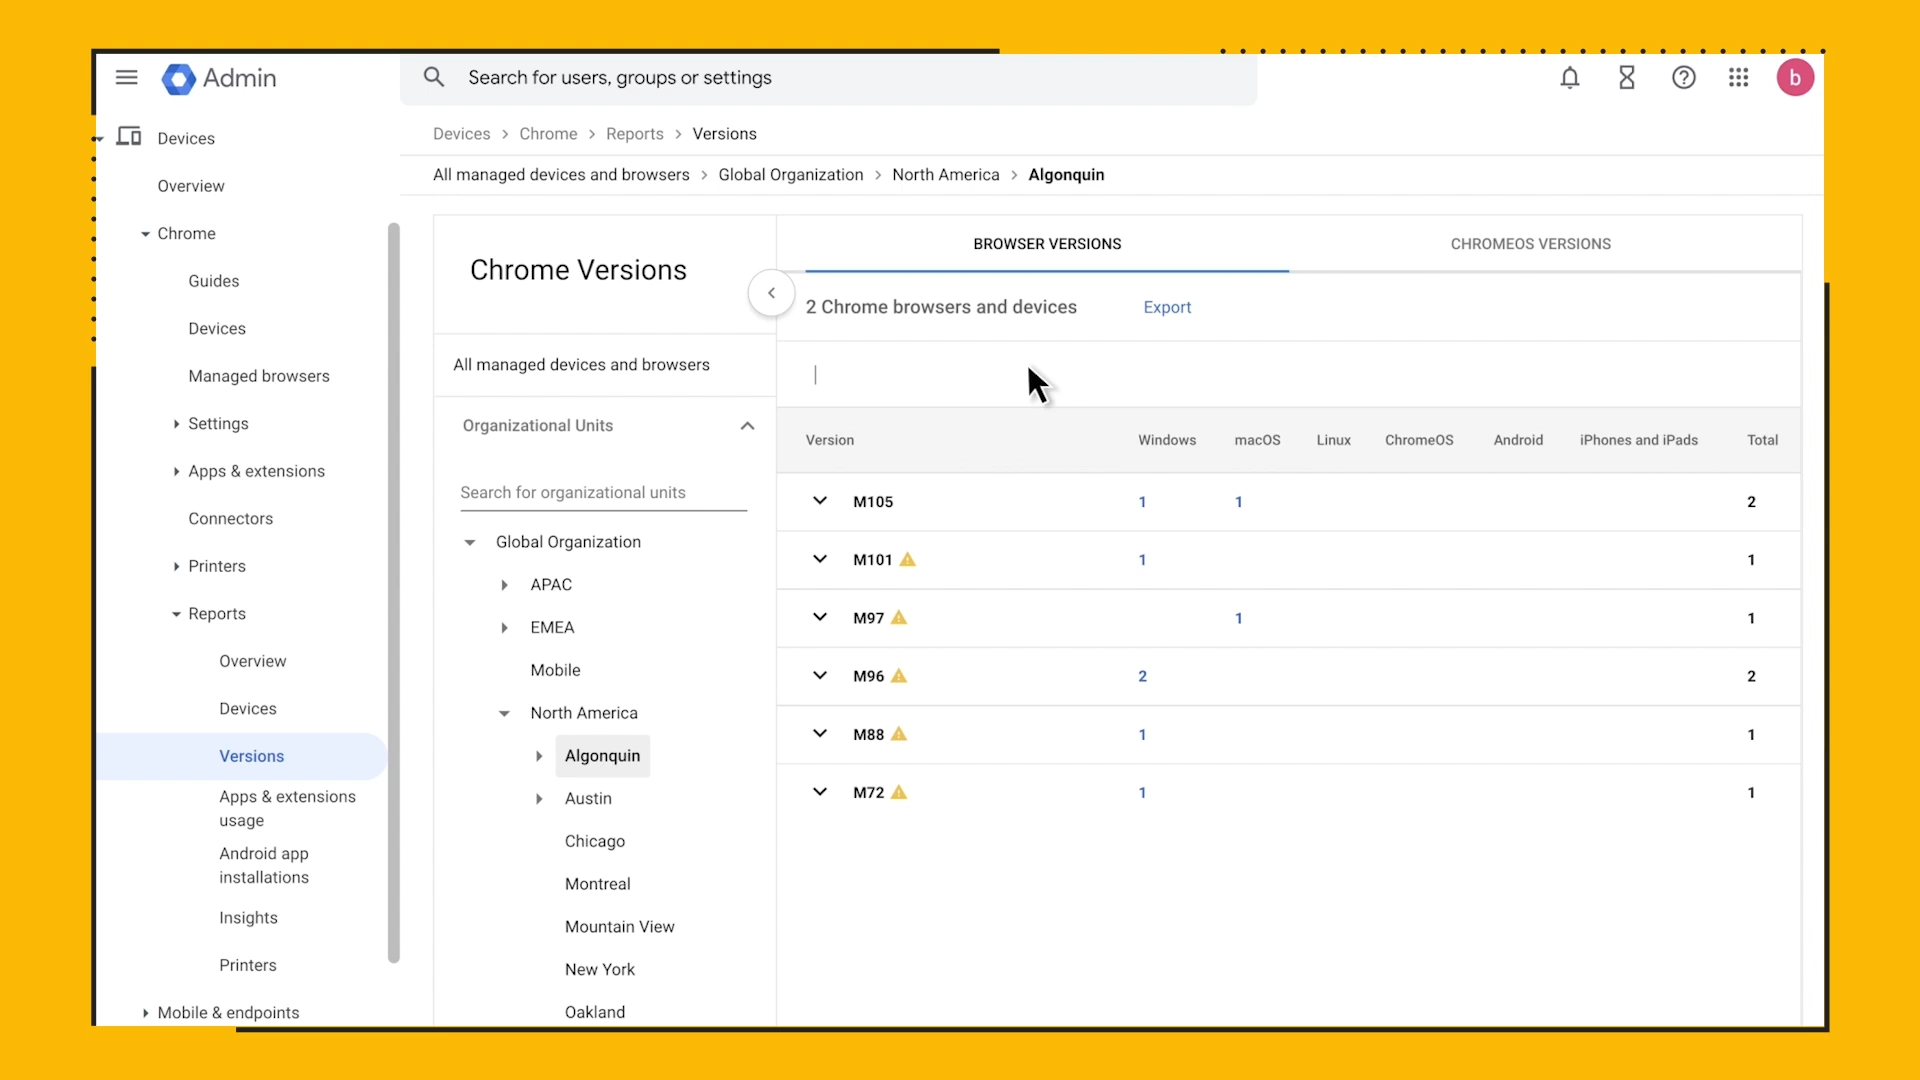 Admin
Search for users, groups or settings
b
Devices
Overview
Chrome
Guides
Devices
Managed browsers
Settings
Apps & extensions
Connectors
Printers
Reports
Overview
Devices
Versions
Apps & extensions
usage
Android app
installations
Insights
Printers
Mobile & endpoints
Devices > Chrome > Reports > Versions
All managed devices and browsers > Global Organization > North America > Algonquin
Chrome Versions
All managed devices and browsers
Organizational Units
Search for organizational units
Global Organization
APAC
EMEA
Mobile
North America
Algonquin
Austin
Chicago
Montreal
Mountain View
New York
Oakland
BROWSER VERSIONS CHROMEOS VERSIONS
2 Chrome browsers and devices Export
Version Windows macOS Linux ChromeOS Android iPhones and iPads Total
M105 1 1 2
M101 1 1
M97 1 1
M96 2 2
M88 1 1
M72 1 1